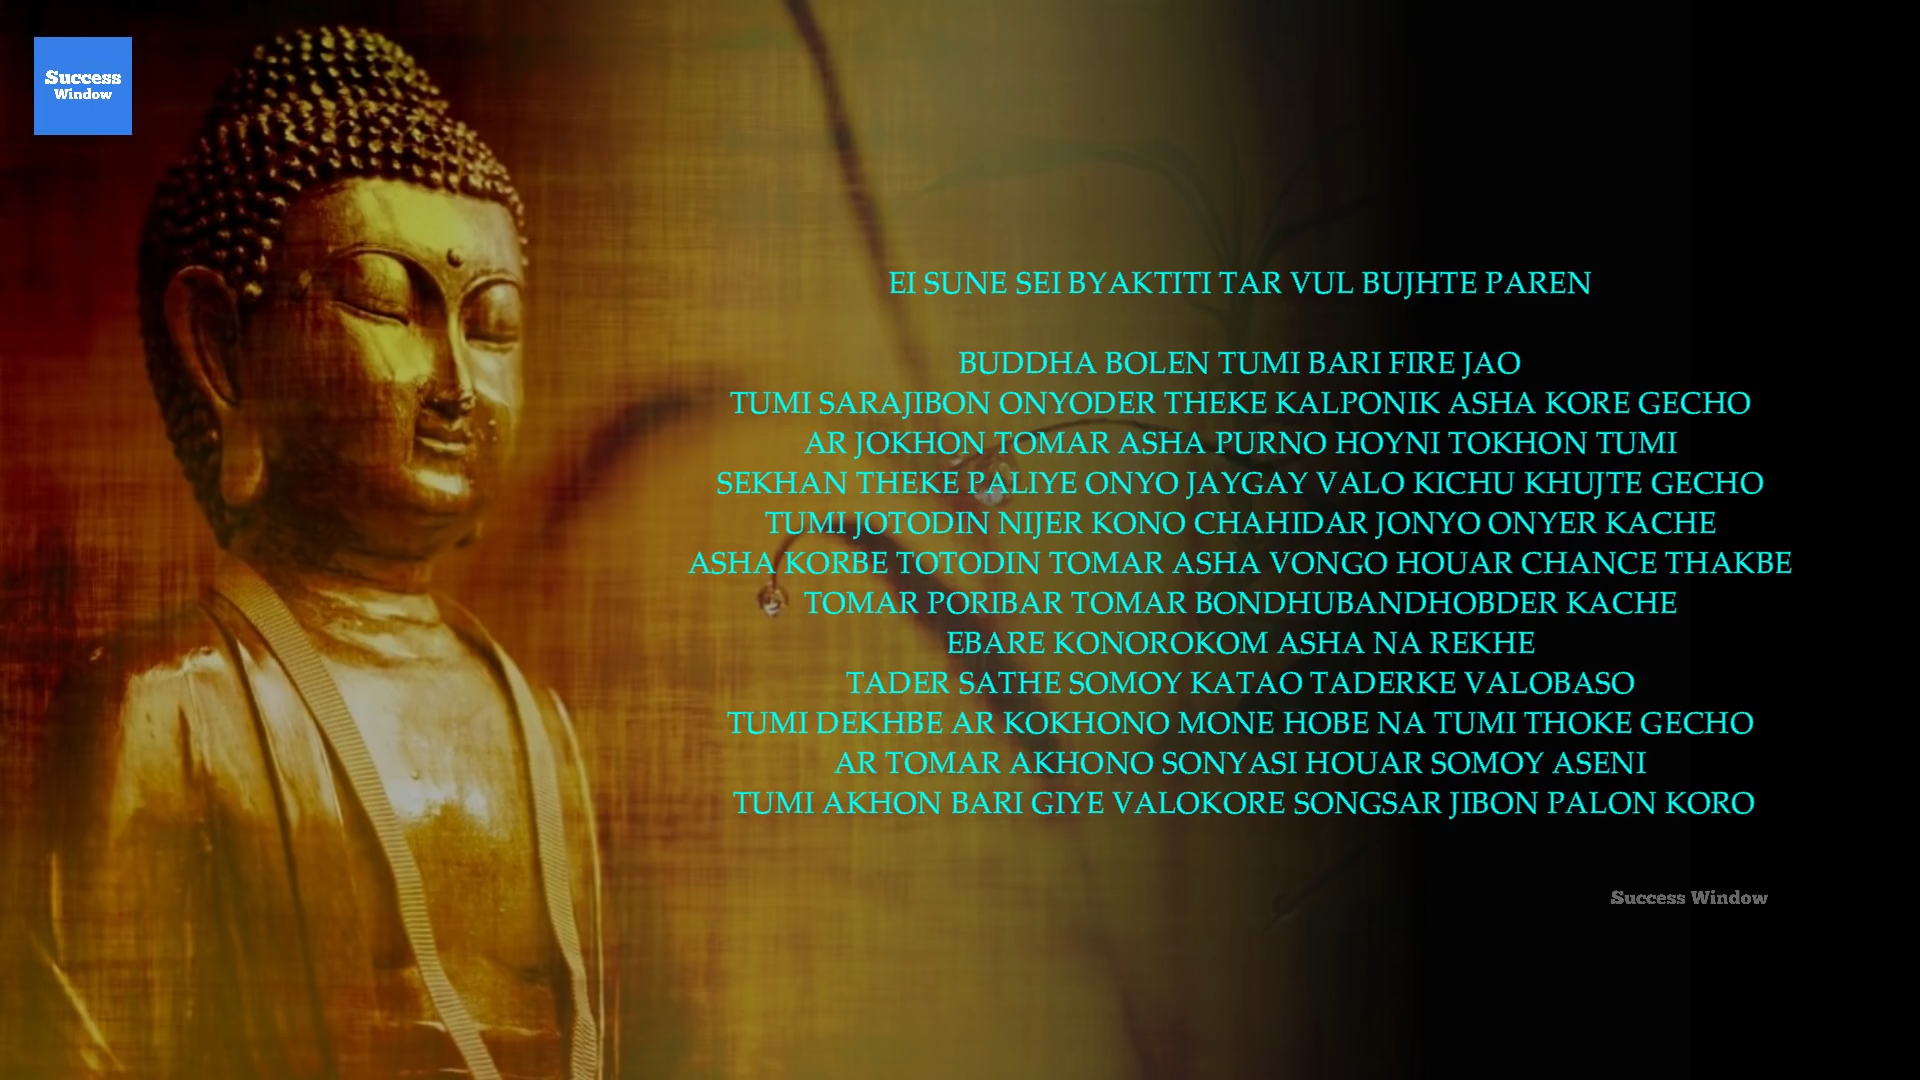 Success
Window
EI SUNE SEI BYAKTITI TAR VUL BUJHTE PAREN
BUDDHA BOLEN TUMI BARI FIRE JAO
TUMI SARAJIBON ONYODER THEKE KALPONIK ASHA KORE GECHO
AR JOKHON TOMAR ASHA PURNO HOYNI TOKHON TUMI
SEKHAN THEKE PALIYE ONYO JAYGAY VALO KICHU KHUJTE GECHO
TUMI JOTODIN NIJER KONO CHAHIDAR JONYO ONYER KACHE
ASHA KORBE TOTODIN TOMAR ASHA VONGO HOUAR CHANCE THAKBE
TOMAR PORIBAR TOMAR BONDHUBANDHOBDER KACHE
EBARE KONOROKOM ASHA NA REKHE
TADER SATHE SOMOY KATAO TADERKE VALOBASO
TUMI DEKHBE AR KOKHONO MONE HOBE NA TUMI THOKE GECHO
AR TOMAR AKHONO SONYASI HOUAR SOMOY ASENI
TUMI AKHON BARI GIYE VALOKORE SONGSAR JIBON PALON KORO
Success Window